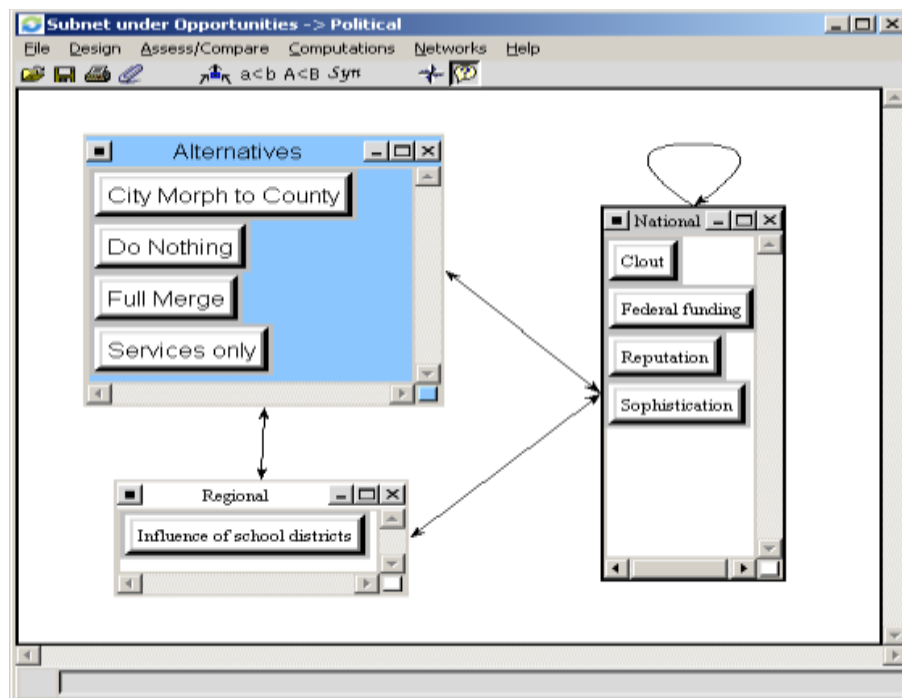 Subnet under Opportunities -> Political
File Design Assess/Compare Computations Networks Help
a<b A<B Syn
Alternatives
City Morph to County
Do Nothing
Full Merge
Services only
National
Clout
Federal funding
Reputation
Sophistication
Regional
Influence of school districts